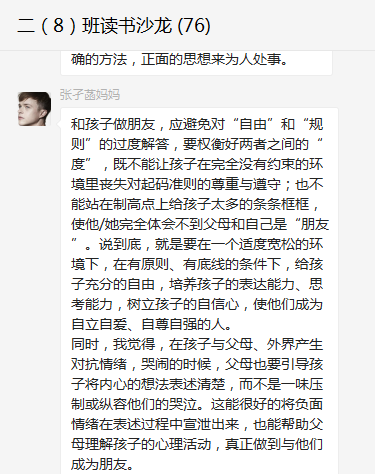 二（8）班读书沙龙 (76)
确的方法，正面的思想来为人处事。
张孑菡妈妈
和孩子做朋友，应避免对“自由”和“规
则”的过度解答，要权衡好两者之间的“
度”，既不能让孩子在完全没有约束的环
境里丧失对起码准则的尊重与遵守；也不
能站在制高点上给孩子太多的条条框框，
使他/她完全体会不到父母和自己是“朋友
”。说到底，就是要在一个适度宽松的环
境下，在有原则、有底线的条件下，给孩
子充分的自由，培养孩子的表达能力、思
考能力，树立孩子的自信心，使他们成为
自立自爱、自尊自强的人。
同时，我觉得，在孩子与父母、外界产生
对抗情绪，哭闹的时候，父母也要引导孩
子将内心的想法表述清楚，而不是一味压
制或纵容他们的哭泣。这能很好的将负面
情绪在表述过程中宣泄出来，也能帮助父
母理解孩子的心理活动，真正做到与他们
成为朋友。